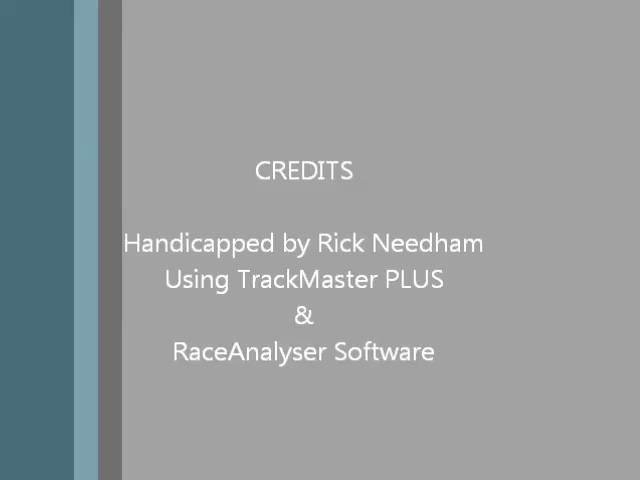 CREDITS
Handicapped by Rick Needham
Using TrackMaster PLUS
&
RaceAnalyser Software